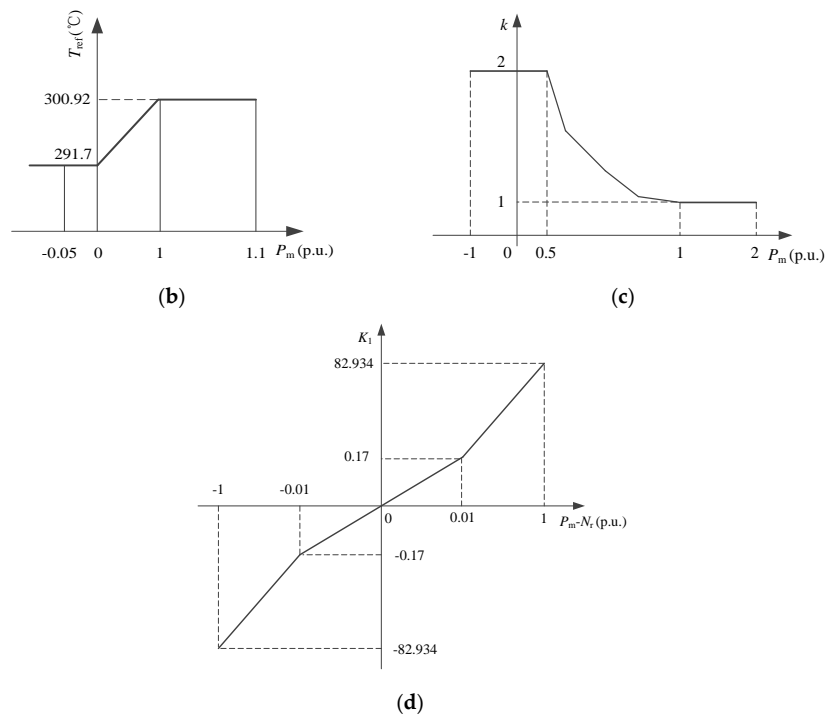 T_ref(℃)
300.92
291.7
-0.05 0 1 1.1 P_m(p.u.)
(b)
k
2
1
-1 0 0.5 1 2 P_m(p.u.)
(c)
K_1
82.934
0.17
-1 -0.01
0 0.01 1 P_m-N_r(p.u.)
-0.17
-82.934
(d)